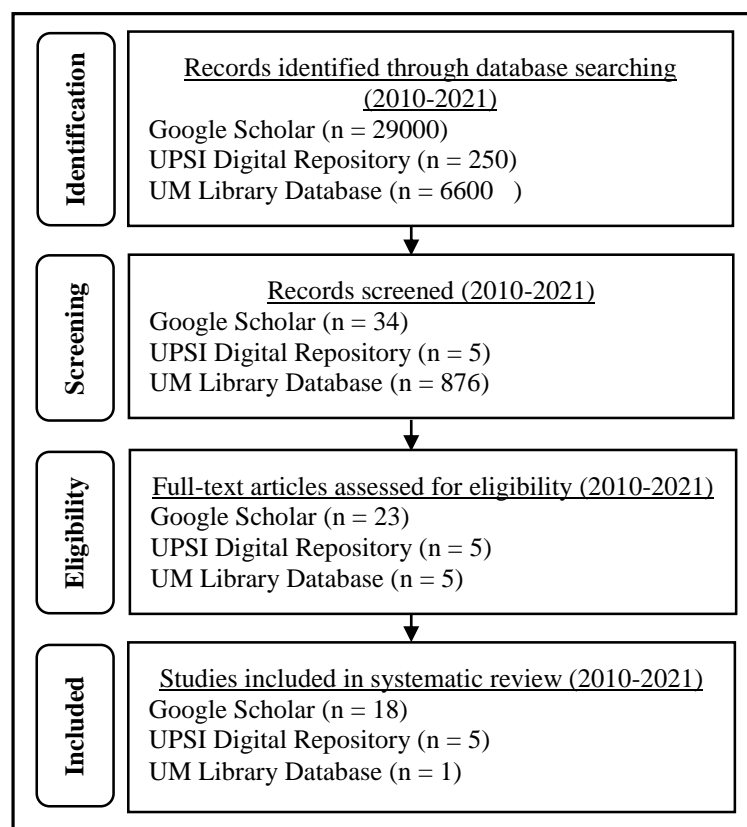 Identification
Records identified through database searching
(2010-2021)
Google Scholar (n = 29000)
UPSI Digital Repository (n = 250)
UM Library Database (n = 6600 )
Screening
Records screened (2010-2021)
Google Scholar (n = 34)
UPSI Digital Repository (n = 5)
UM Library Database (n = 876)
Eligibility
Full-text articles assessed for eligibility (2010-2021)
Google Scholar (n = 23)
UPSI Digital Repository (n = 5)
UM Library Database (n = 5)
Included
Studies included in systematic review (2010-2021)
Google Scholar (n = 18)
UPSI Digital Repository (n = 5)
UM Library Database (n = 1)